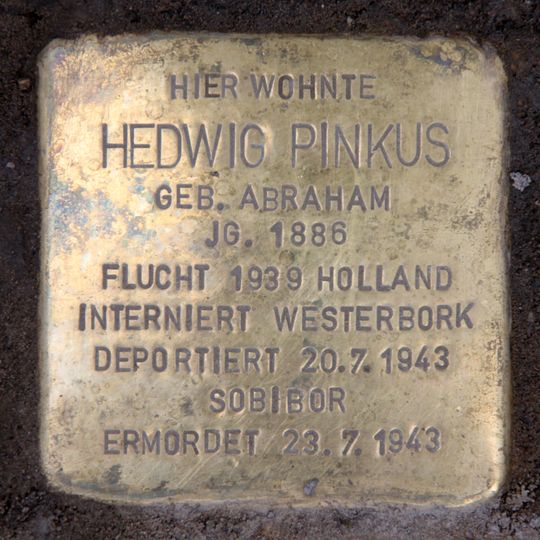 HIER WOHNTE
HEDWIG PINKUS
GEB. ABRAHAM
JG. 1886
FLUCHT 1939 HOLLAND
INTERNIERT WESTERBORK
DEPORTIERT 20.7.1943
SOBIBOR
ERMORDET 23.7.1943